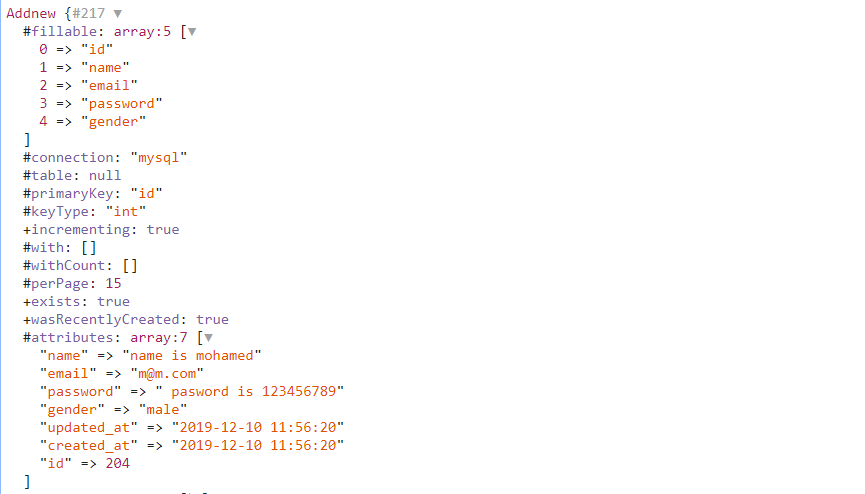 Addnew {#217 ▼
  #fillable: array:5 [▼
    0 => "id"
    1 => "name"
    2 => "email"
    3 => "password"
    4 => "gender"
  ]
  #connection: "mysql"
  #table: null
  #primaryKey: "id"
  #keyType: "int"
  +incrementing: true
  #with: []
  #withCount: []
  #perPage: 15
  +exists: true
  +wasRecentlyCreated: true
  #attributes: array:7 [▼
    "name" => "name is mohamed"
    "email" => "m@m.com"
    "password" => " pasword is 123456789"
    "gender" => "male"
    "updated_at" => "2019-12-10 11:56:20"
    "created_at" => "2019-12-10 11:56:20"
    "id" => 204
  ]